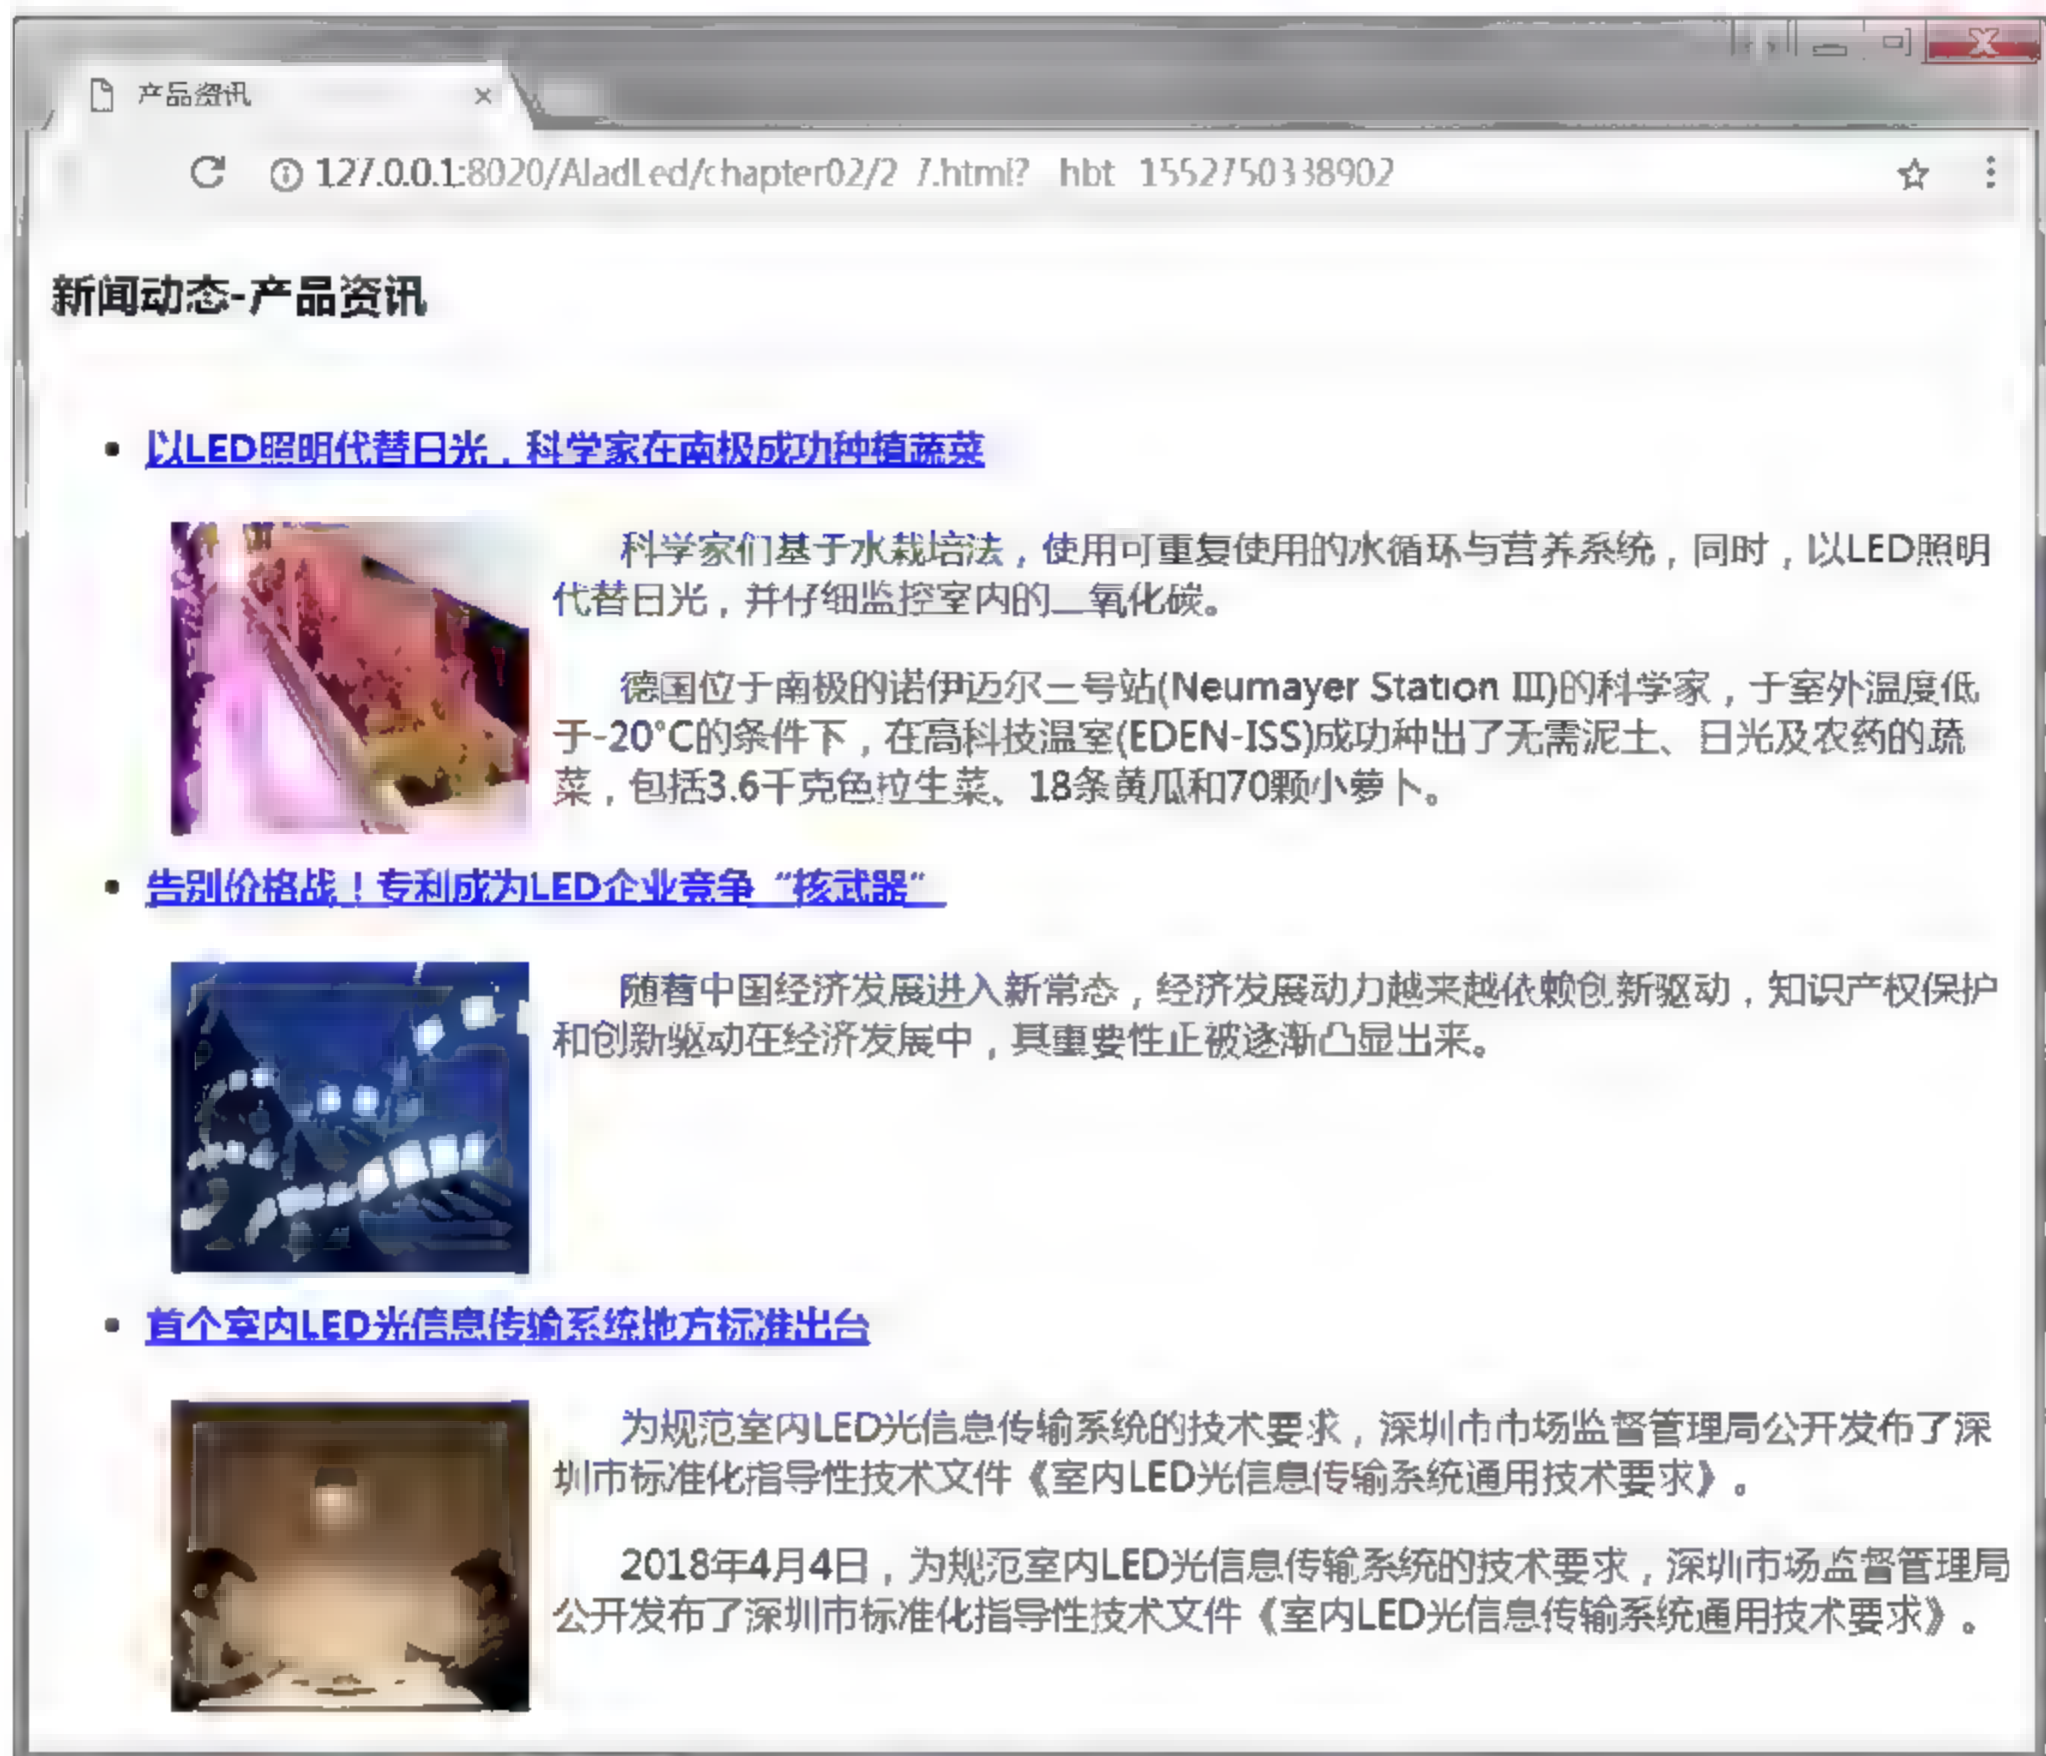 产品资讯
127.0.0.1:8020/AladLed/chapter02/2 7.html? hbt 1552750338902
新闻动态-产品资讯
以LED照明代替日光，科学家在南极成功种植蔬菜
科学家们基于水栽培法，使用可重复使用的水循环与营养系统，同时，以LED照明
代替日光，并仔细监控室内的二氧化碳。
德国位于南极的诺伊迈尔三号站(Neumayer Station III)的科学家，于室外温度低
于-20°C的条件下，在高科技温室(EDEN-ISS)成功种出了无需泥土、日光及农药的蔬
菜，包括3.6千克色拉生菜、18条黄瓜和70颗小萝卜。
告别价格战！专利成为LED企业竞争“核武器”
随着中国经济发展进入新常态，经济发展动力越来越依赖创新驱动，知识产权保护
和创新驱动在经济发展中，其重要性正被逐渐凸显出来。
首个室内LED光信息传输系统地方标准出台
为规范室内LED光信息传输系统的技术要求，深圳市市场监督管理局公开发布了深
圳市标准化指导性技术文件《室内LED光信息传输系统通用技术要求》。
2018年4月4日，为规范室内LED光信息传输系统的技术要求，深圳市场监督管理局
公开发布了深圳市标准化指导性技术文件《室内LED光信息传输系统通用技术要求》。